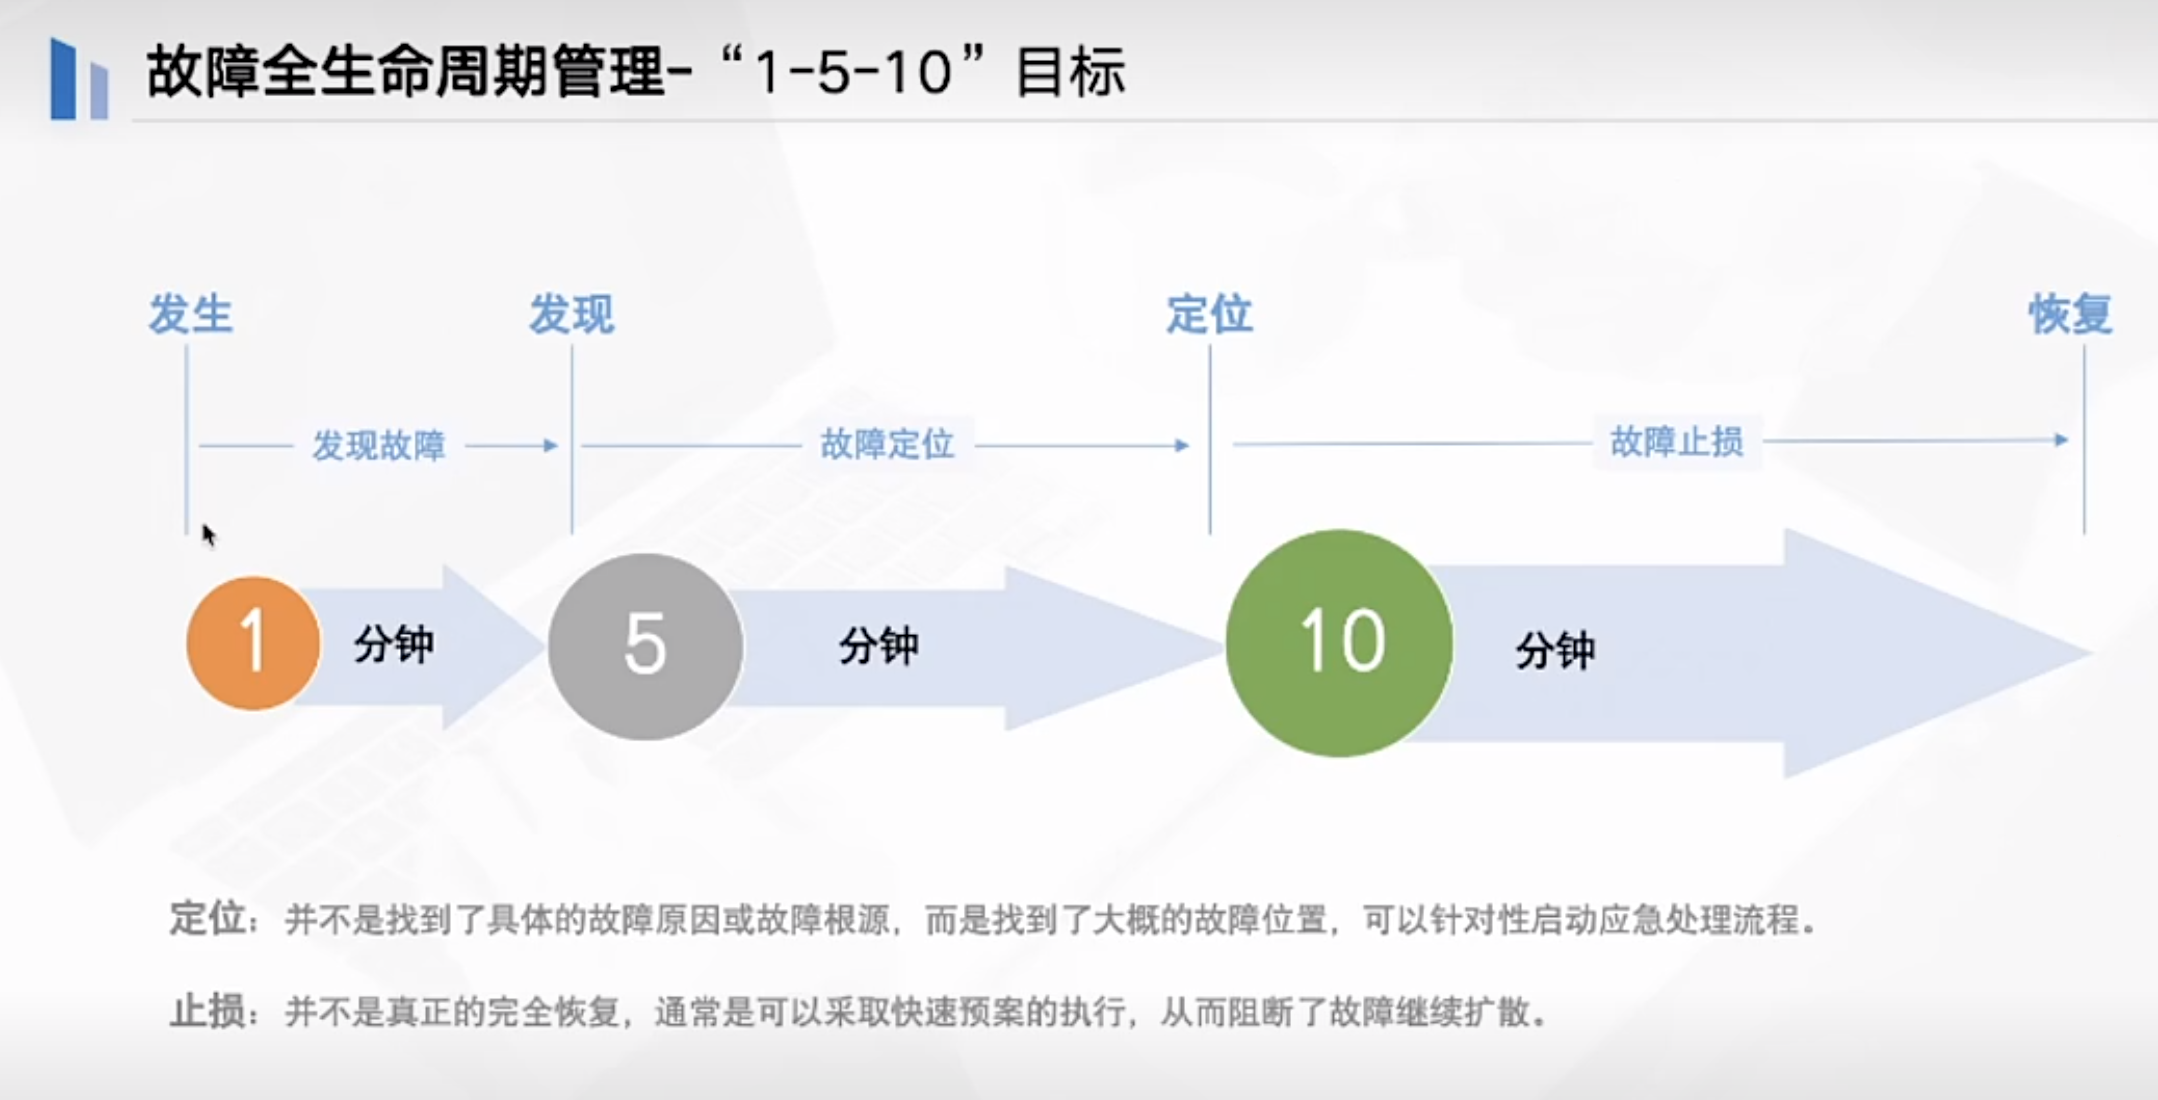 故障全生命周期管理-“1-5-10”目标
发生 发现 定位 恢复
发现故障 故障定位 故障止损
1 分钟 5 分钟 10 分钟
定位：并不是找到了具体的故障原因或故障根源，而是找到了大概的故障位置，可以针对性启动应急处理流程。
止损：并不是真正的完全恢复，通常是可以采取快速预案的执行，从而阻断了故障继续扩散。